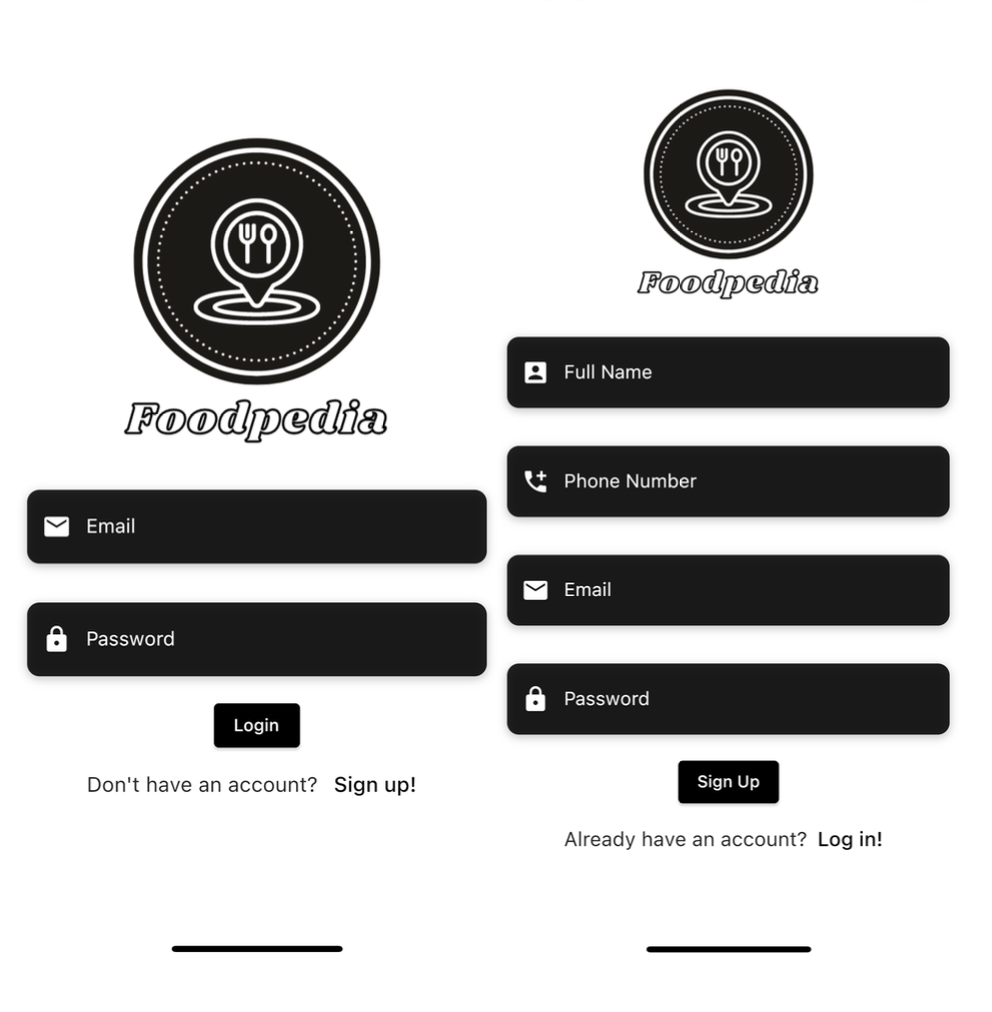 Foodpedia
Email
Password
Login
Don't have an account? Sign up!
Foodpedia
Full Name
Phone Number
Email
Password
Sign Up
Already have an account? Log in!